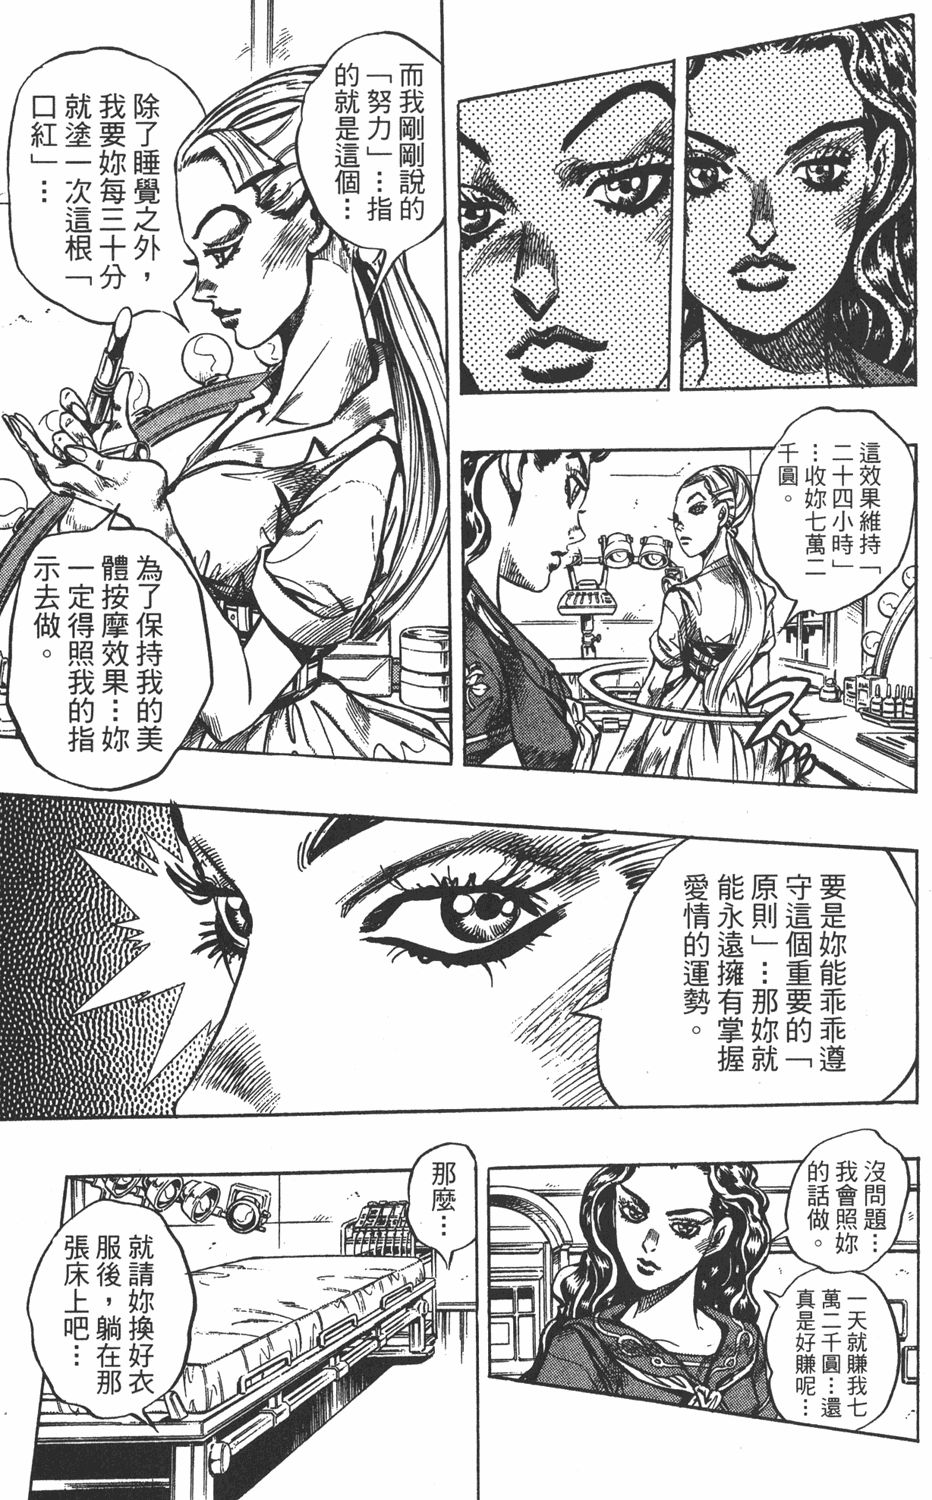 這效果維持「
二十四小時」
…收妳七萬二
千圓。
而我剛剛說的
「努力」…指
的就是這個…
除了睡覺之外，
我要妳每三十分
就塗一次這根「
口紅」…
為了保持我的美
體按摩效果…妳
一定得照我的指
示去做。
要是妳能乖乖遵
守這個重要的「
原則」…那妳就
能永遠擁有掌握
愛情的運勢。
沒問題…
我會照妳
的話做。
一天就賺我七
萬二千圓…還
真是好賺呢…
那麼…
就請妳換好衣
服後，躺在那
張床上吧…